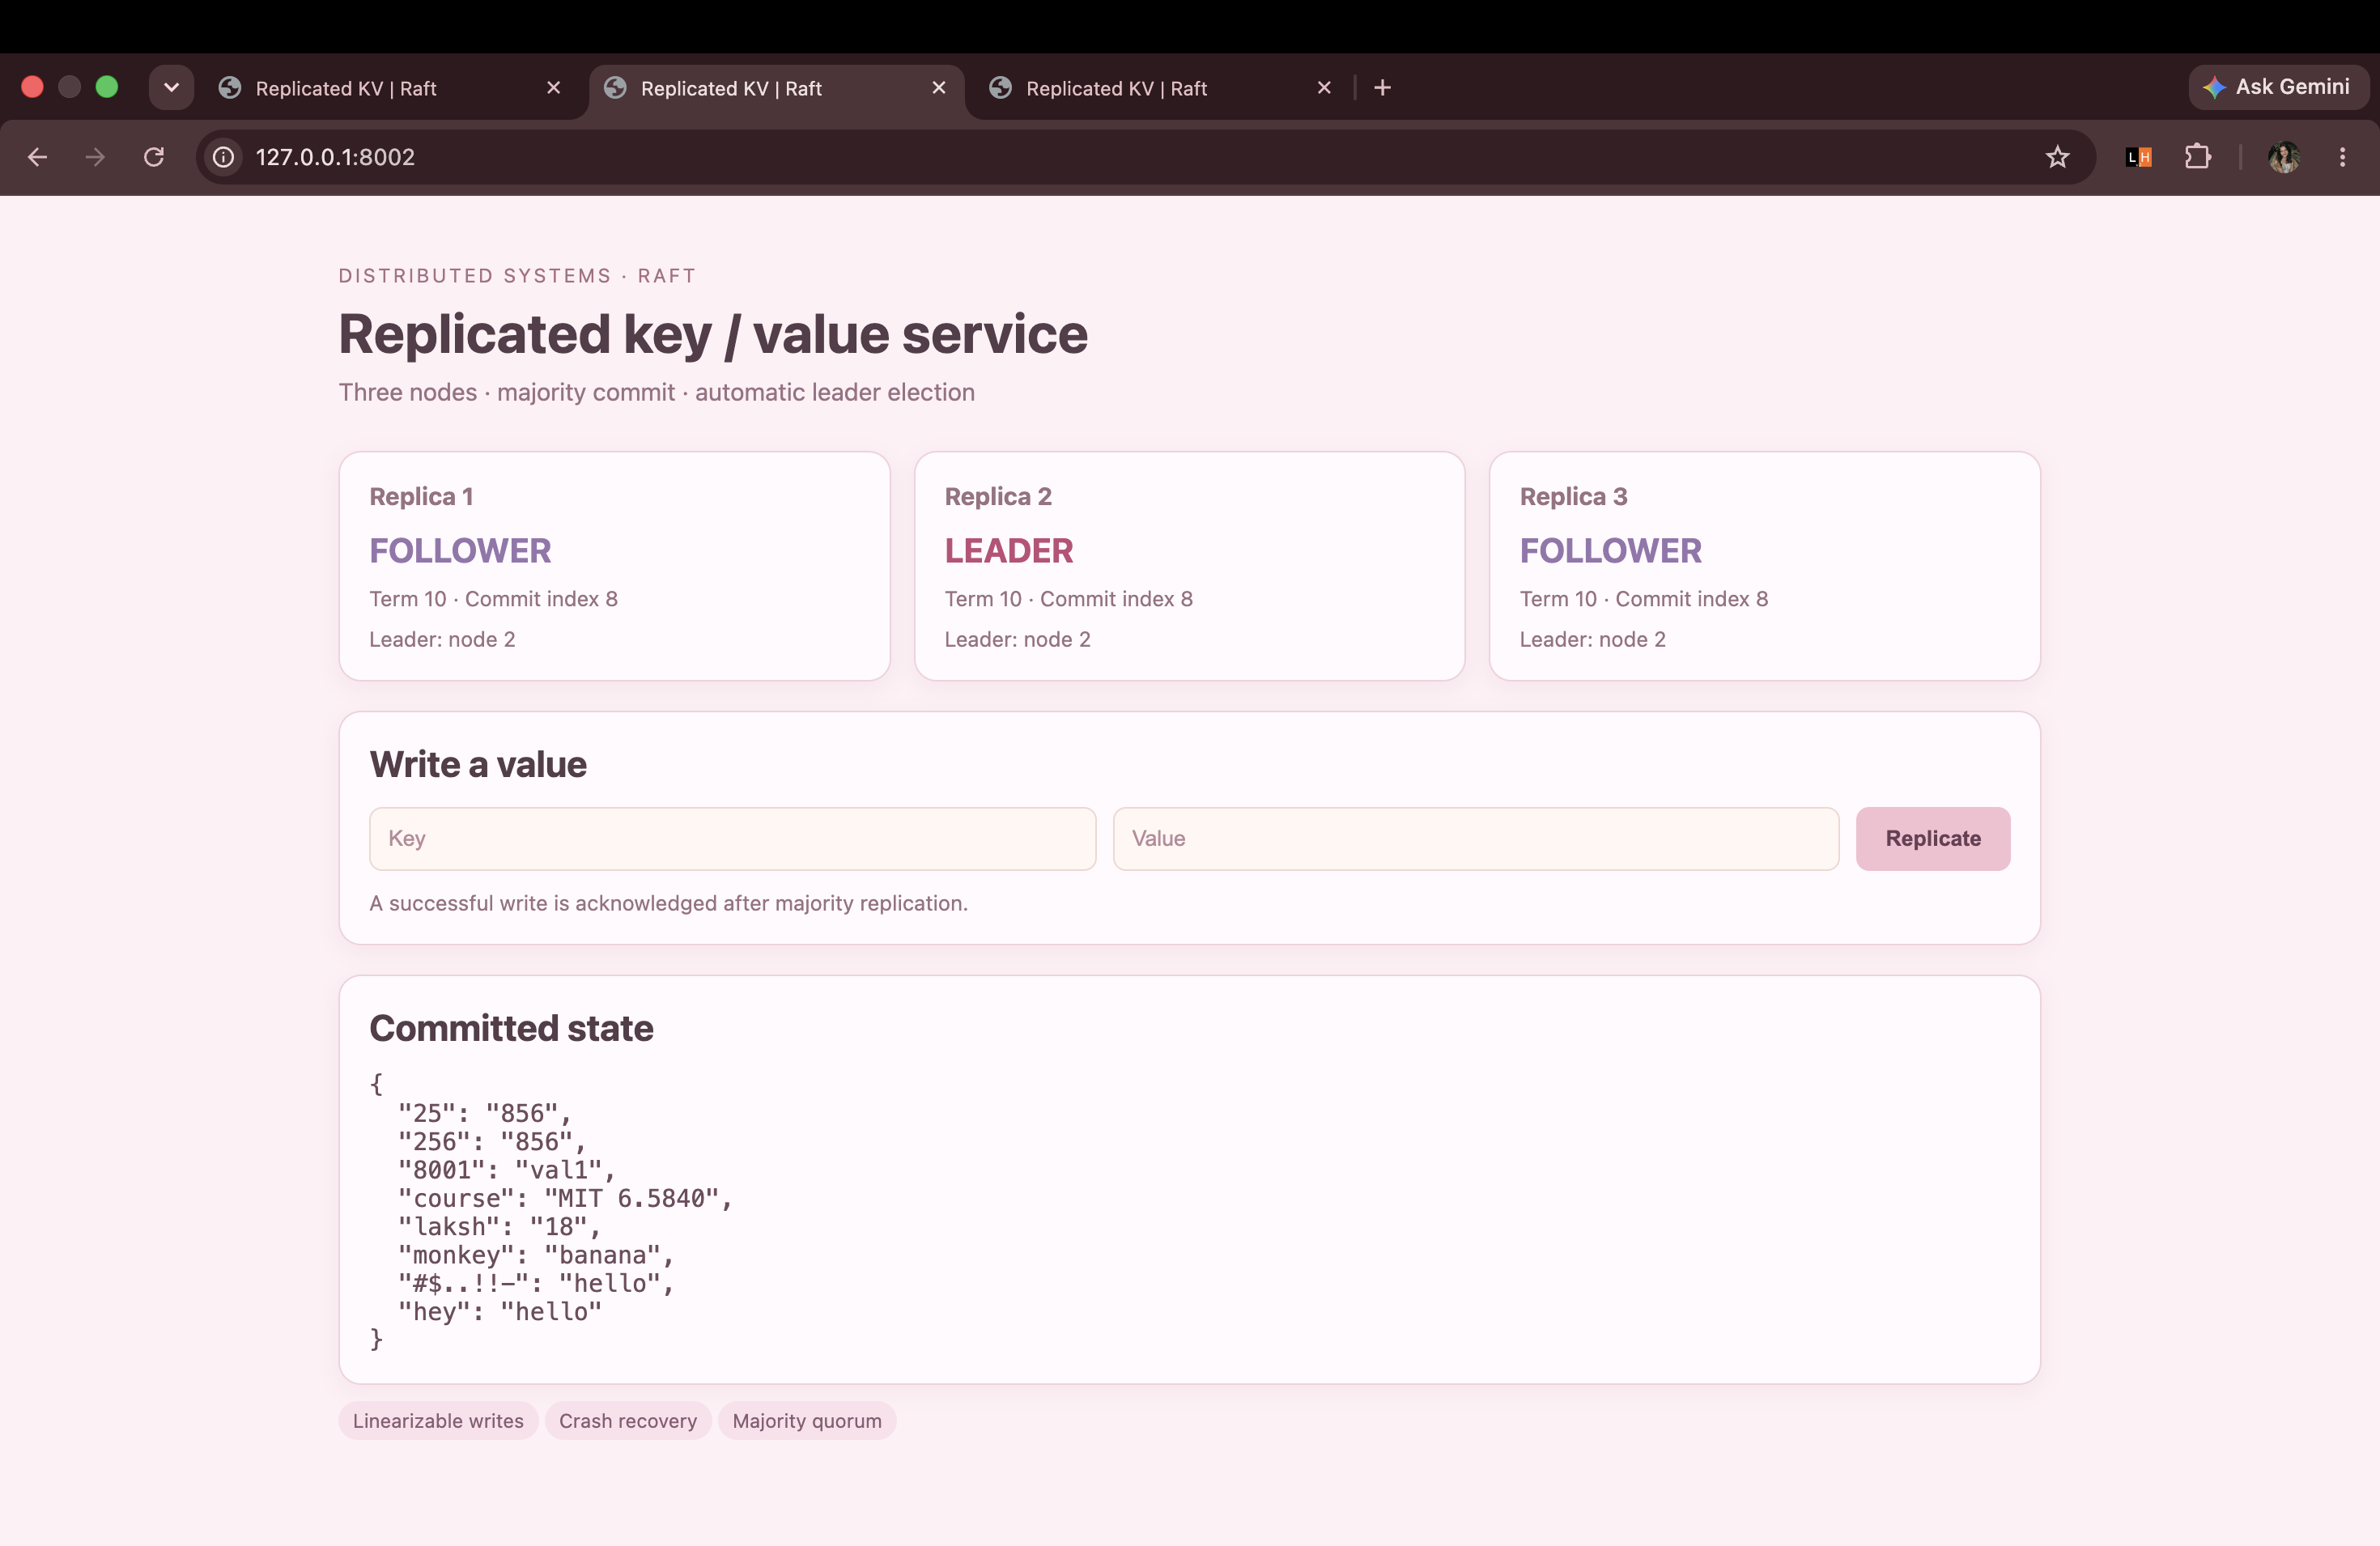 Replicated KV | Raft
Replicated KV | Raft
Replicated KV | Raft
Ask Gemini
127.0.0.1:8002
L H
DISTRIBUTED SYSTEMS · RAFT
Replicated key / value service
Three nodes · majority commit · automatic leader election
Replica 1
FOLLOWER
Term 10 · Commit index 8
Leader: node 2
Replica 2
LEADER
Term 10 · Commit index 8
Leader: node 2
Replica 3
FOLLOWER
Term 10 · Commit index 8
Leader: node 2
Write a value
Key
Value
Replicate
A successful write is acknowledged after majority replication.
Committed state
{
  "25": "856",
  "256": "856",
  "8001": "val1",
  "course": "MIT 6.5840",
  "laksh": "18",
  "monkey": "banana",
  "#$..!!–": "hello",
  "hey": "hello"
}
Linearizable writes
Crash recovery
Majority quorum